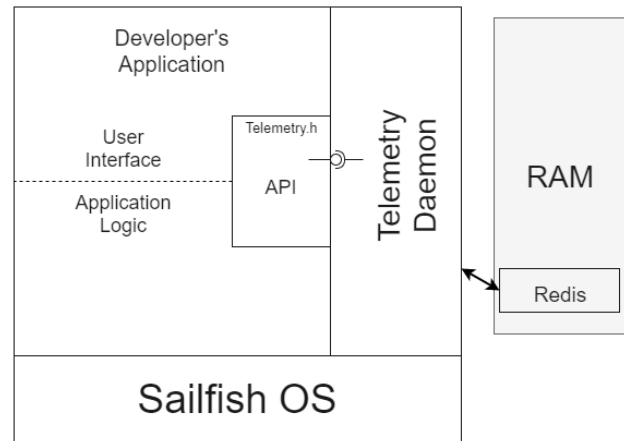 Developer's
Application
User
Interface
Application
Logic
Telemetry.h
API
Telemetry
Daemon
RAM
Redis
Sailfish OS